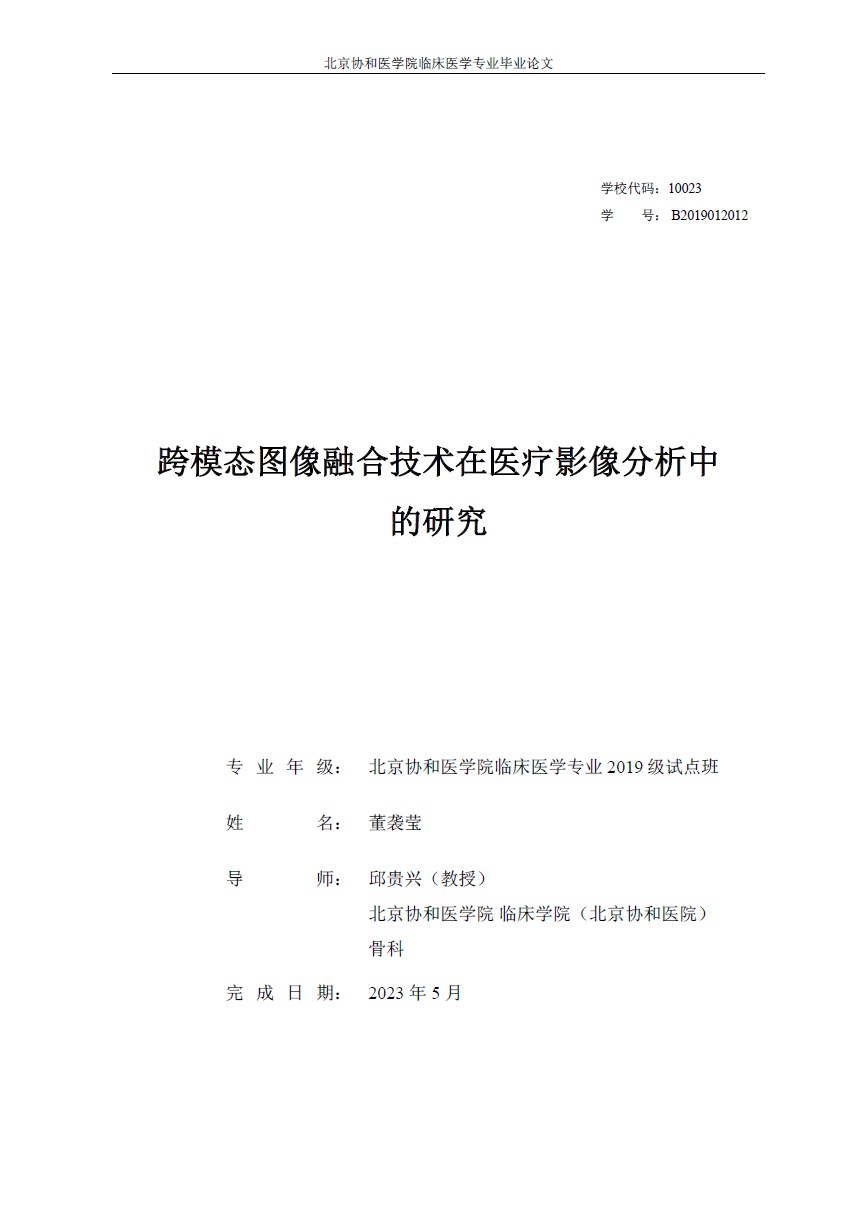 北京协和医学院临床医学专业毕业论文
学校代码：10023
学 号：B2019012012
跨模态图像融合技术在医疗影像分析中
的研究
专 业 年 级： 北京协和医学院临床医学专业 2019 级试点班
姓 名： 董袭莹
导 师： 邱贵兴（教授）
北京协和医学院 临床学院（北京协和医院）
骨科
完 成 日 期： 2023 年 5 月